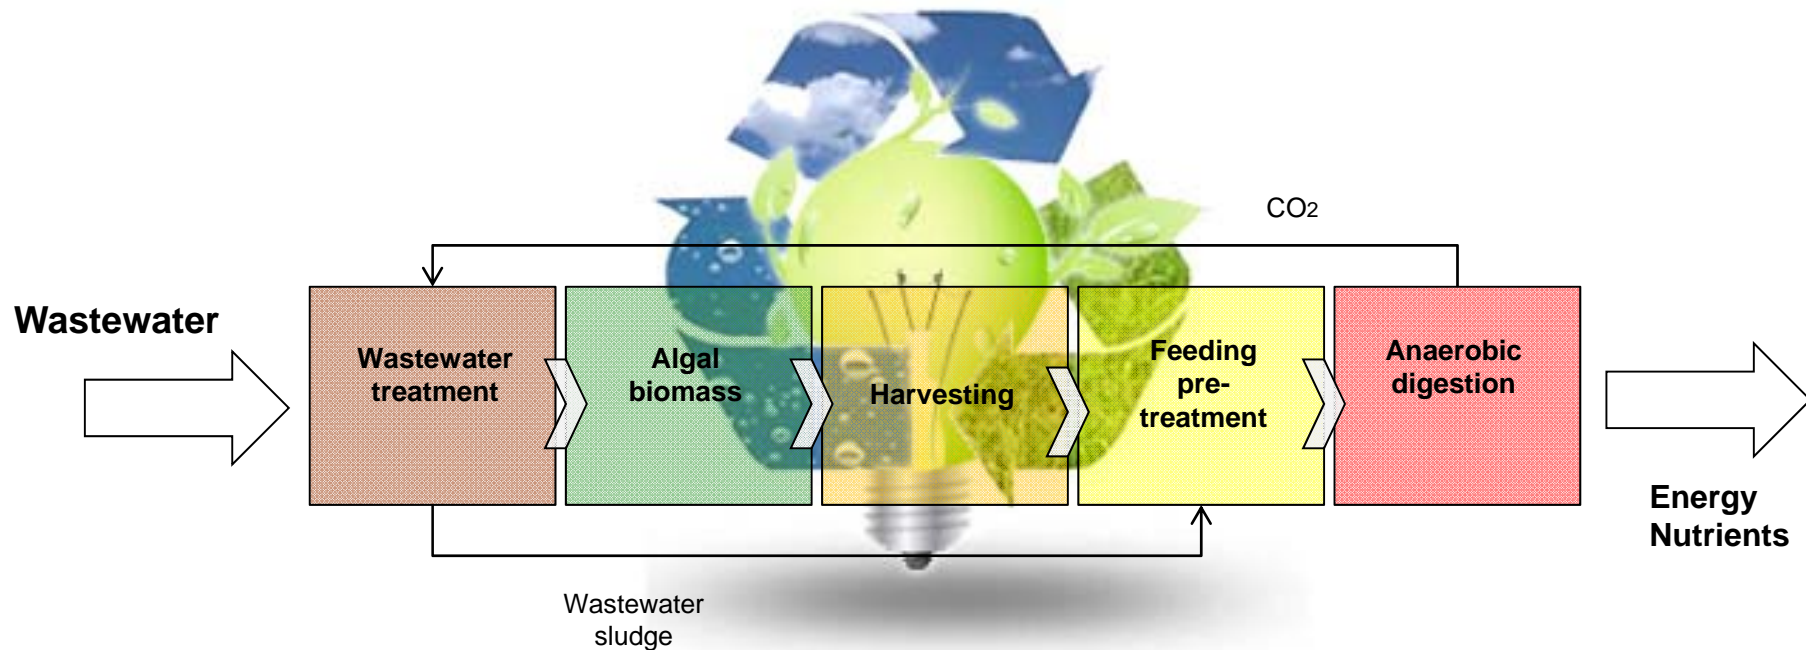 CO2
Wastewater
Wastewater
treatment
Algal
biomass
Harvesting
Feeding
pre-
treatment
Anaerobic
digestion
Energy
Nutrients
Wastewater
sludge